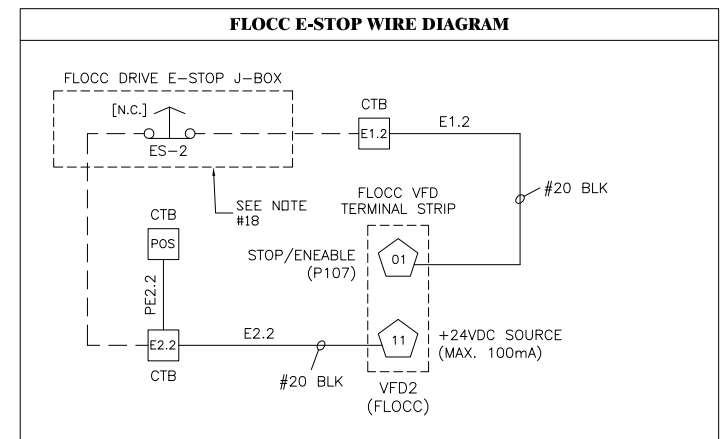 FLOCC E-STOP WIRE DIAGRAM
FLOCC DRIVE E-STOP J-BOX
[N.C.]
ES-2
CTB
E1.2
E1.2
#20 BLK
SEE NOTE
#18
FLOCC VFD
TERMINAL STRIP
CTB
POS
STOP/ENEABLE
(P107)
01
PE2.2
E2.2
E2.2
CTB
#20 BLK
11
+24VDC SOURCE
(MAX. 100mA)
VFD2
(FLOCC)